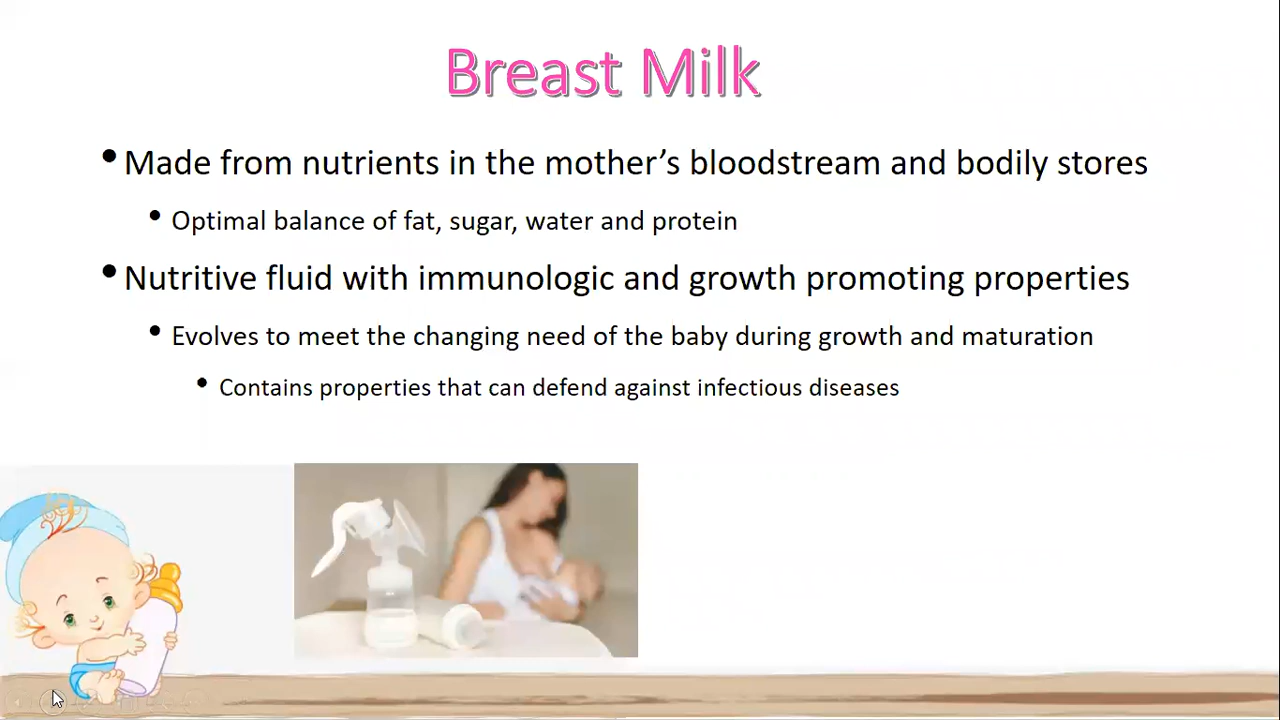 Breast Milk
• Made from nutrients in the mother’s bloodstream and bodily stores
• Optimal balance of fat, sugar, water and protein
• Nutritive fluid with immunologic and growth promoting properties
• Evolves to meet the changing need of the baby during growth and maturation
• Contains properties that can defend against infectious diseases